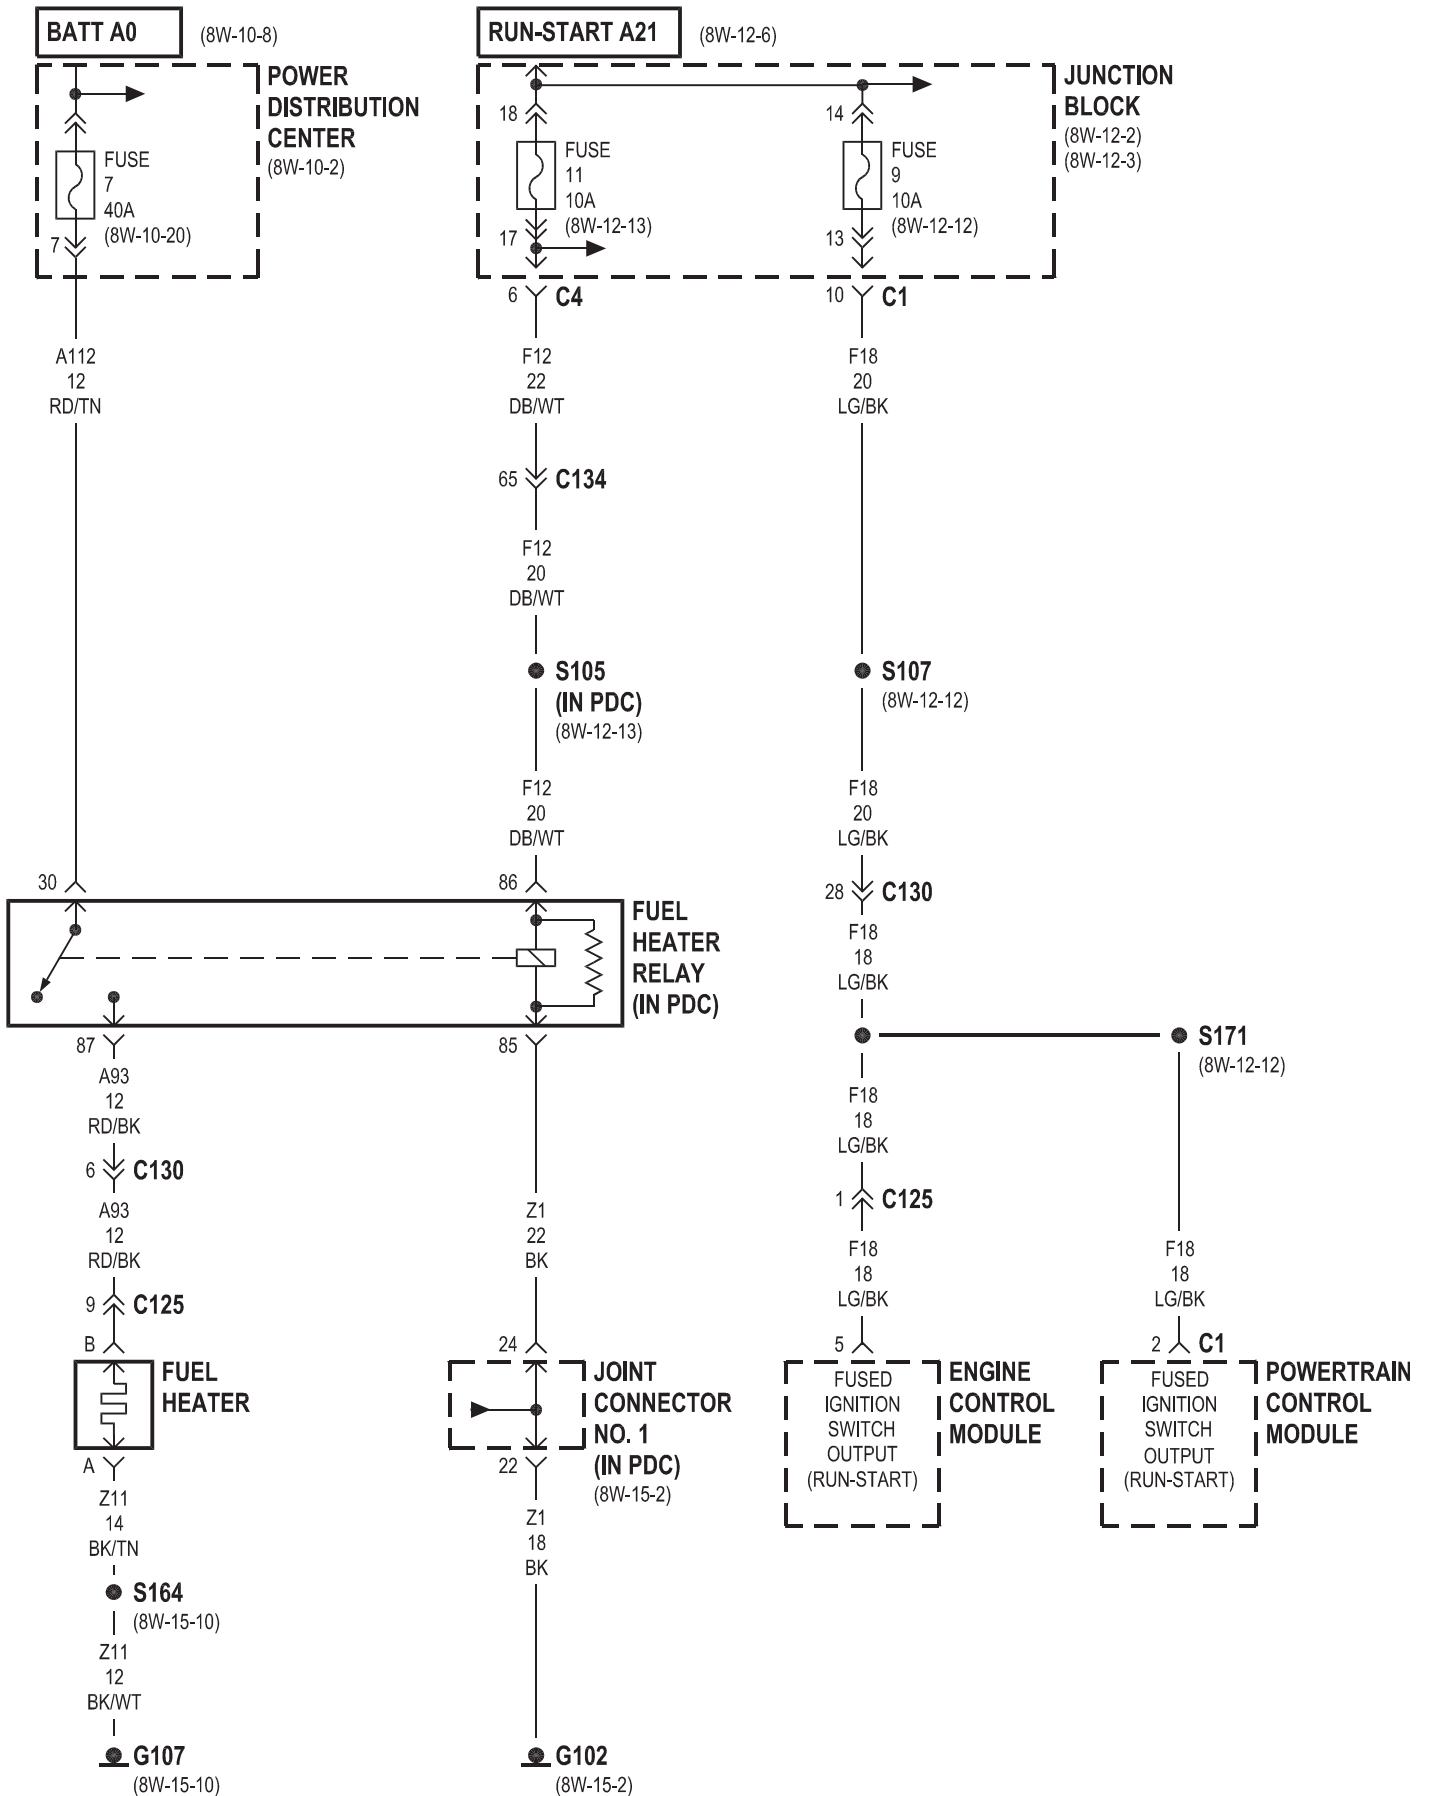 BATT A0
(8W-10-8)
RUN-START A21
(8W-12-6)
POWER
DISTRIBUTION
CENTER
(8W-10-2)
FUSE
7
40A
(8W-10-20)
7
18
FUSE
11
10A
(8W-12-13)
17
14
FUSE
9
10A
(8W-12-12)
13
JUNCTION
BLOCK
(8W-12-2)
(8W-12-3)
6
C4
10
C1
A112
12
RD/TN
F12
22
DB/WT
F18
20
LG/BK
65
C134
F12
20
DB/WT
S105
(IN PDC)
(8W-12-13)
S107
(8W-12-12)
F12
20
DB/WT
F18
20
LG/BK
30
86
28
C130
FUEL
HEATER
RELAY
(IN PDC)
F18
18
LG/BK
87
85
S171
(8W-12-12)
A93
12
RD/BK
F18
18
LG/BK
6
C130
1
C125
A93
12
RD/BK
Z1
22
BK
F18
18
LG/BK
F18
18
LG/BK
9
C125
B
24
5
2
C1
FUEL
HEATER
JOINT
CONNECTOR
NO. 1
(IN PDC)
(8W-15-2)
FUSED
IGNITION
SWITCH
OUTPUT
(RUN-START)
ENGINE
CONTROL
MODULE
FUSED
IGNITION
SWITCH
OUTPUT
(RUN-START)
POWERTRAIN
CONTROL
MODULE
A
22
Z11
14
BK/TN
Z1
18
BK
S164
(8W-15-10)
Z11
12
BK/WT
G107
(8W-15-10)
G102
(8W-15-2)